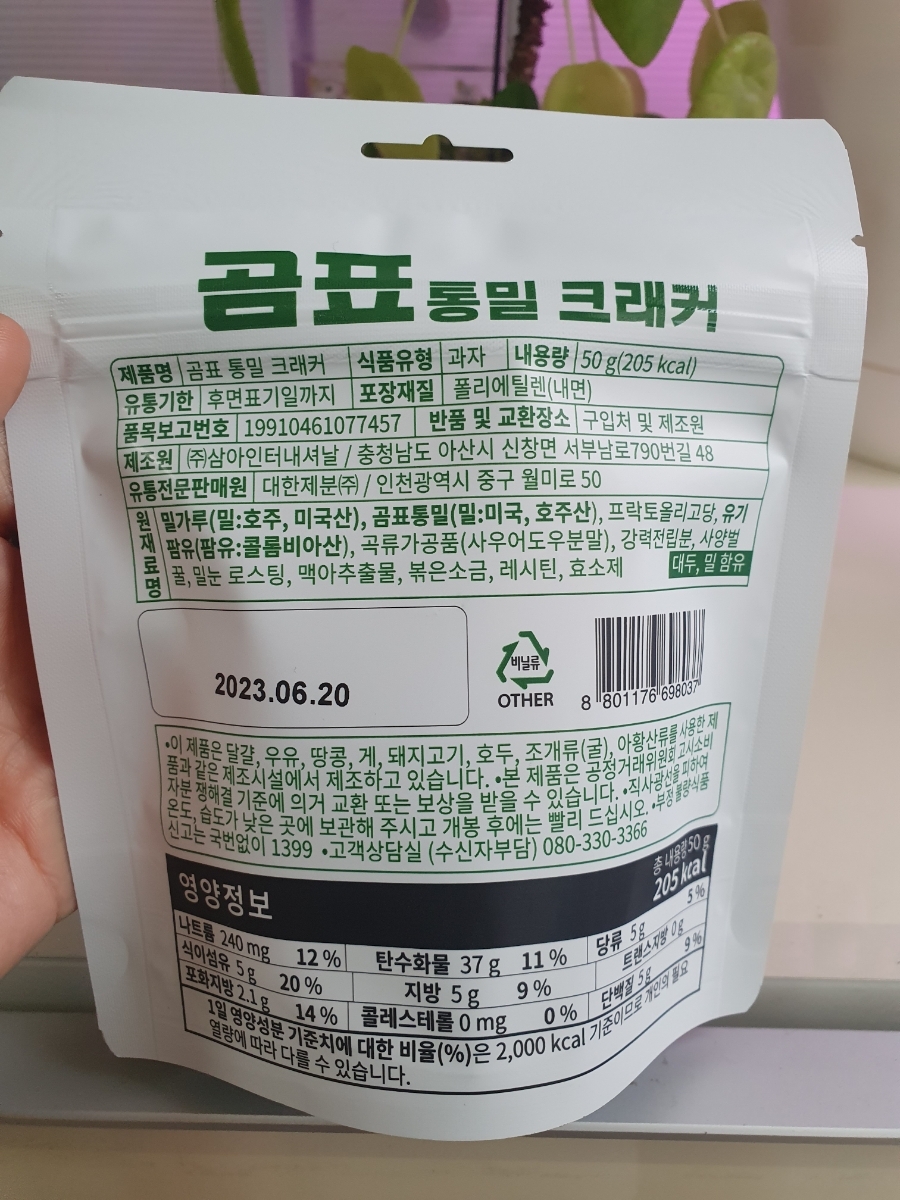 곰표 통밀 크래커
제품명 곰표 통밀 크래커 식품유형 과자 내용량 50 g(205 kcal)
유통기한 후면표기일까지 포장재질 폴리에틸렌(내면)
품목보고번호 19910461077457 반품 및 교환장소 구입처 및 제조원
제조원 ㈜삼아인터내셔날 / 충청남도 아산시 신창면 서부남로790번길 48
유통전문판매원 대한제분㈜ / 인천광역시 중구 월미로 50
원재료명 밀가루(밀:호주, 미국산), 곰표통밀(밀:미국, 호주산), 프락토올리고당, 유기
팜유(팜유:콜롬비아산), 곡류가공품(사우어도우분말), 강력전립분, 사양벌
꿀, 밀눈 로스팅, 맥아추출물, 볶은소금, 레시틴, 효소제 대두, 밀 함유
2023.06.20
비닐류
OTHER
8 801176 698037
•이 제품은 달걀, 우유, 땅콩, 게, 돼지고기, 호두, 조개류(굴), 아황산류를 사용한 제
품과 같은 제조시설에서 제조하고 있습니다. •본 제품은 공정거래위원회 고시소비
자분 쟁해결 기준에 의거 교환 또는 보상을 받을 수 있습니다. •직사광선을 피하여
온도, 습도가 낮은 곳에 보관해 주시고 개봉 후에는 빨리 드십시오. •부정불량식품
신고는 국번없이 1399 •고객상담실 (수신자부담) 080-330-3366
영양정보 총 내용량 50 g
205 kcal
나트륨 240 mg 12 % 탄수화물 37 g 11 % 당류 5 g 5 %
식이섬유 5 g 20 % 지방 5 g 9 % 트랜스지방 0 g
포화지방 2.1 g 14 % 콜레스테롤 0 mg 0 % 단백질 5 g 9 %
1일 영양성분 기준치에 대한 비율(%)은 2,000 kcal 기준이므로 개인의 필요
열량에 따라 다를 수 있습니다.